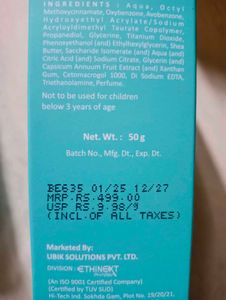 INGREDIENTS : Aqua, Octyl
Methoxycinnamate, Oxybenzone, Avobenzone,
Hydroxyethyl Acrylate/Sodium
Acryloyldimethyl Taurate Copolymer,
Propanediol, Glycerine, Titanium Dioxide,
Phenoxyethanol (and) Ethylhexylglycerin, Shea
Butter, Saccharide Isomerate (and) Aqua (and)
Citric Acid (and) Sodium Citrate, Glycerin (and)
Capsicum Annuum Fruit Extract (and) Xanthan
Gum, Cetomacrogol 1000, Di Sodium EDTA,
Triethanolamine, Perfume.
Not to be used for children
below 3 years of age
Net. Wt. : 50g
Batch No., Mfg. Dt., Exp. Dt.
BE635 01/25 12/27
MRP.RS.499.00
USP RS.9.98/9
(INCL.OF ALL TAXES)
Marketed By:
UBIK SOLUTIONS PVT. LTD.
DIVISION : ETHINEXT
(An ISO 9001 Certified Company)
(Certified by TUV SUD)
Hi-Tech Ind. Sokhda Gam, Plot No. 19/20/21.